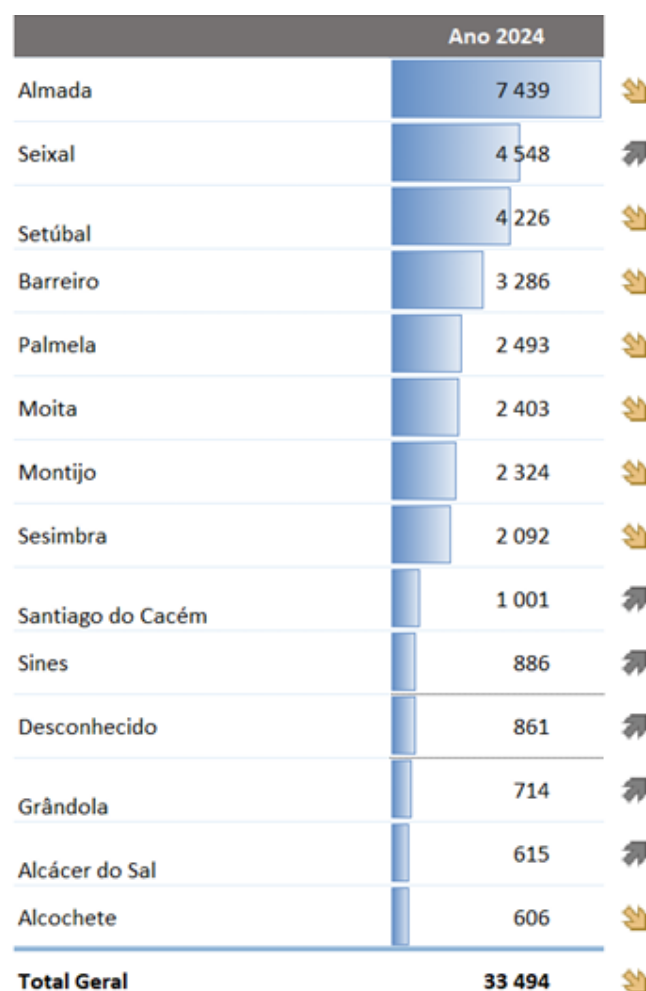 Ano 2024
Almada 7 439
Seixal 4 548
Setúbal 4 226
Barreiro 3 286
Palmela 2 493
Moita 2 403
Montijo 2 324
Sesimbra 2 092
Santiago do Cacém 1 001
Sines 886
Desconhecido 861
Grândola 714
Alcácer do Sal 615
Alcochete 606
Total Geral 33 494